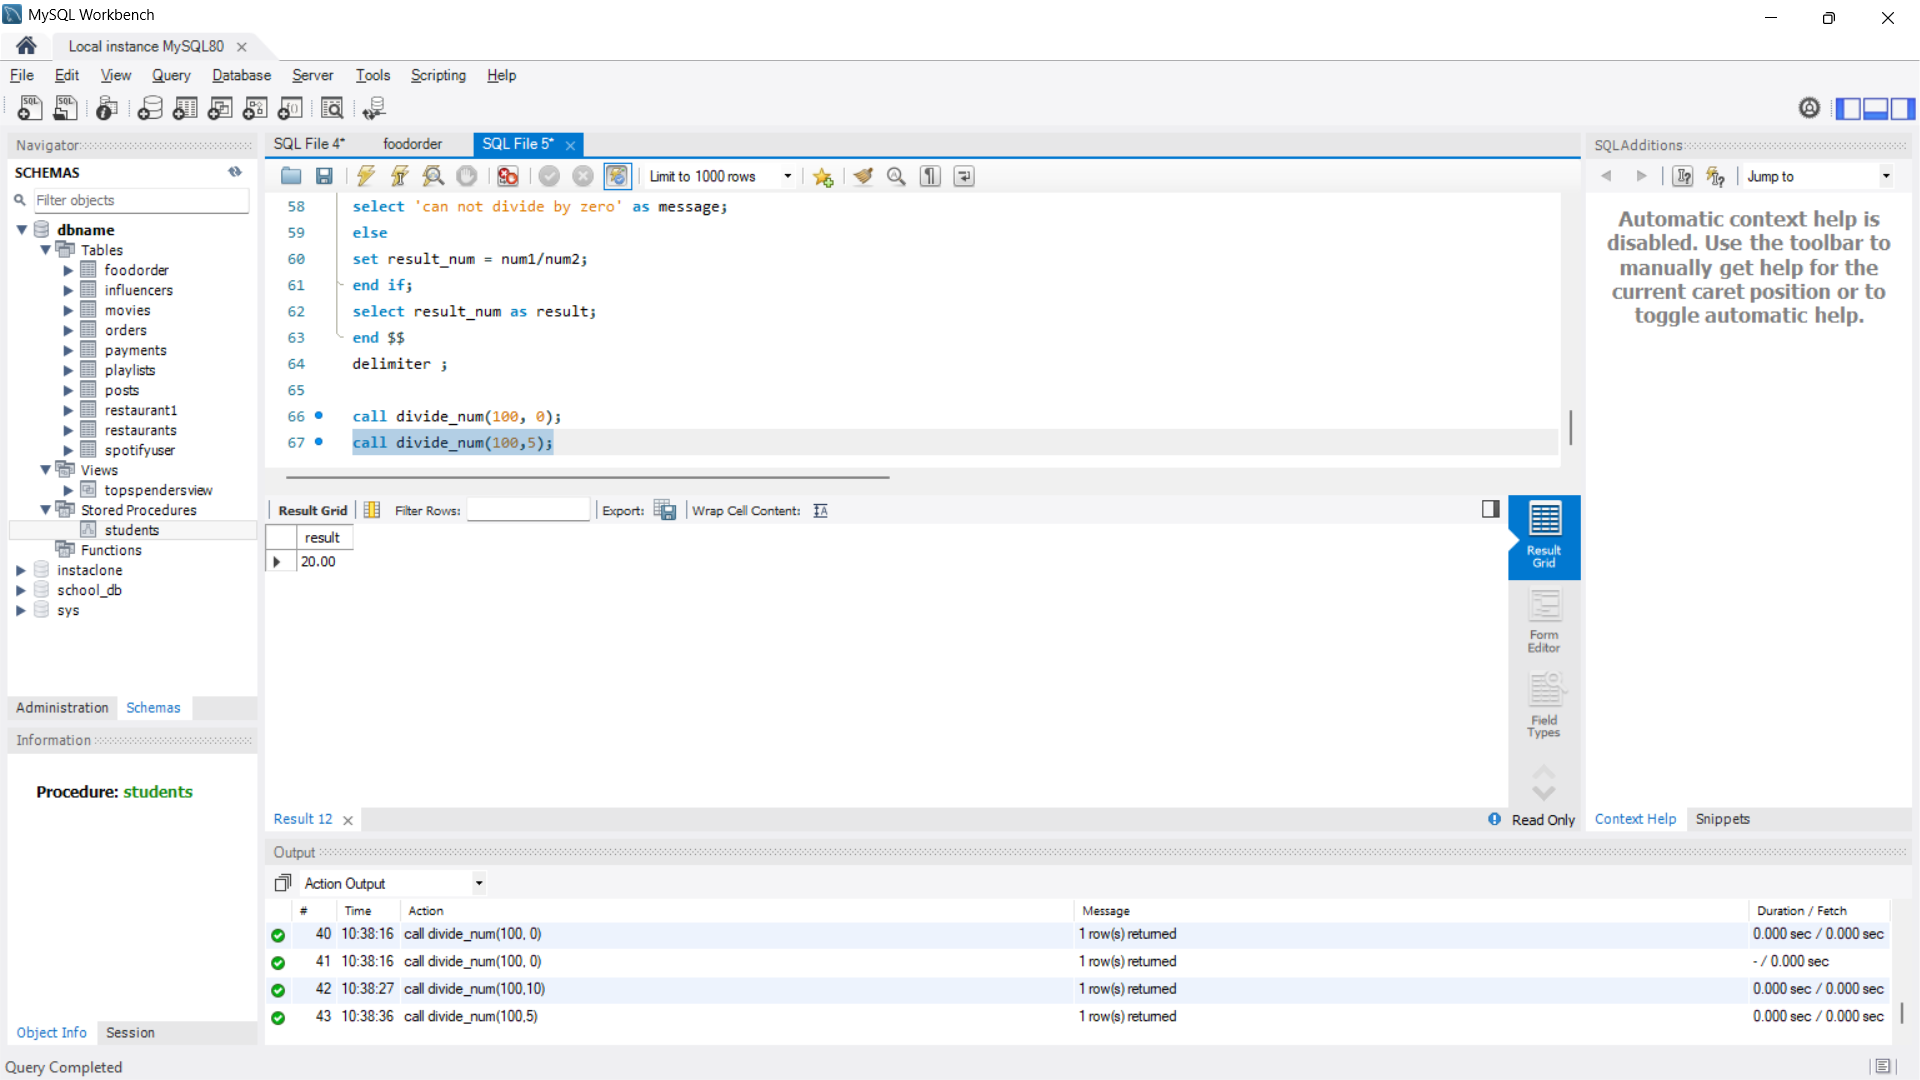 MySQL Workbench
Local instance MySQL80
File Edit View Query Database Server Tools Scripting Help
Navigator
SCHEMAS
Filter objects
dbname
Tables
foodorder
influencers
movies
orders
payments
playlists
posts
restaurant1
restaurants
spotifyuser
Views
topspendersview
Stored Procedures
students
Functions
instaclone
school_db
sys
Administration Schemas
Information
Procedure: students
Object Info Session
SQL File 4* foodorder SQL File 5*
Limit to 1000 rows
58 select 'can not divide by zero' as message;
59 else
60 set result_num = num1/num2;
61 end if;
62 select result_num as result;
63 end $$
64 delimiter ;
65
66 call divide_num(100, 0);
67 call divide_num(100,5);
Result Grid Filter Rows: Export: Wrap Cell Content:
result
20.00
Result Grid
Form Editor
Field Types
Result 12 Read Only
SQLAdditions
Jump to
Automatic context help is
disabled. Use the toolbar to
manually get help for the
current caret position or to
toggle automatic help.
Context Help Snippets
Output
Action Output
# Time Action Message Duration / Fetch
40 10:38:16 call divide_num(100, 0) 1 row(s) returned 0.000 sec / 0.000 sec
41 10:38:16 call divide_num(100, 0) 1 row(s) returned - / 0.000 sec
42 10:38:27 call divide_num(100,10) 1 row(s) returned 0.000 sec / 0.000 sec
43 10:38:36 call divide_num(100,5) 1 row(s) returned 0.000 sec / 0.000 sec
Query Completed